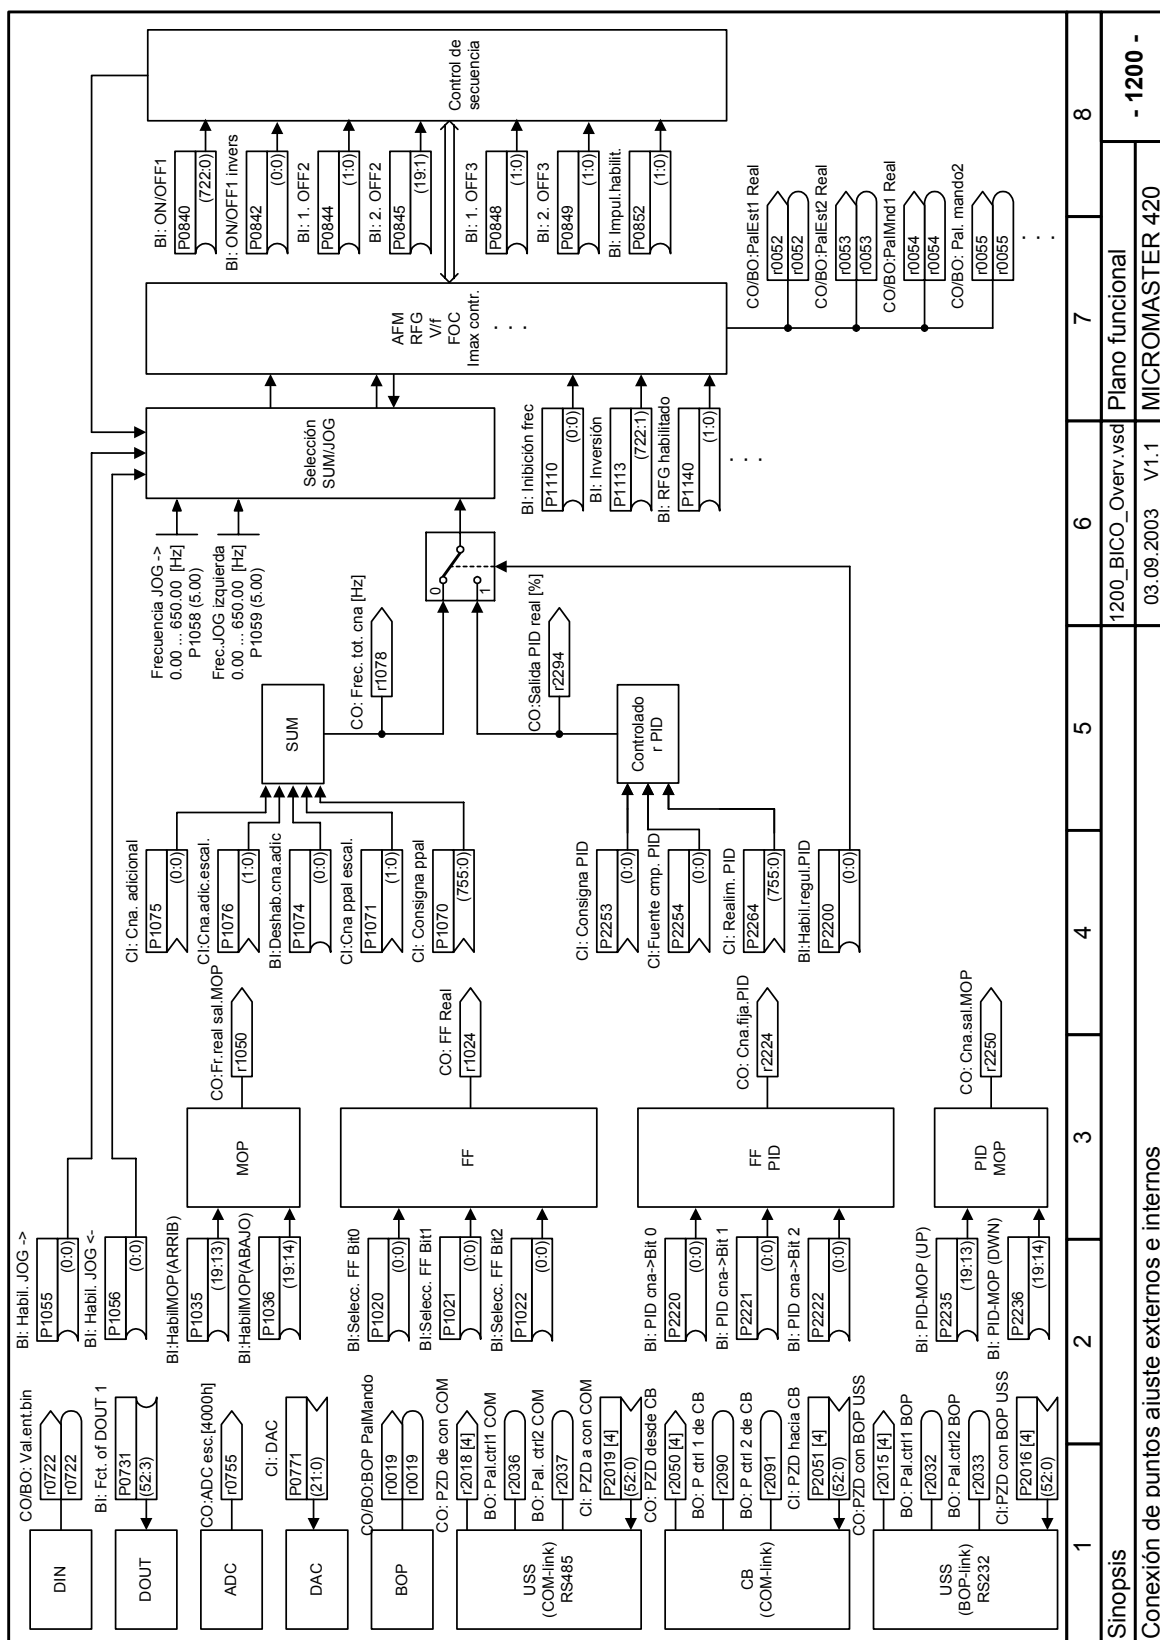 DIN
CO/BO: Val.ent.bin
r0722
r0722
DOUT
BI: Fct. of DOUT 1
P0731
(52:3)
ADC
CO:ADC esc.[4000h]
r0755
DAC
CI: DAC
P0771
(21:0)
BOP
CO/BO:BOP PalMando
r0019
r0019
USS
(COM-link)
RS485
CO: PZD de con COM
r2018 [4]
BO: Pal.ctrl1 COM
r2036
BO: Pal. ctrl2 COM
r2037
CI: PZD a con COM
P2019 [4]
(52:0)
CB
(COM-link)
CO: PZD desde CB
r2050 [4]
BO: P ctrl 1 de CB
r2090
BO: P ctrl 2 de CB
r2091
CI: PZD hacia CB
P2051 [4]
(52:0)
USS
(BOP-link)
RS232
CO:PZD con BOP USS
r2015 [4]
BO: Pal.ctrl1 BOP
r2032
BO: Pal.ctrl2 BOP
r2033
CI:PZD con BOP USS
P2016 [4]
(52:0)
BI: Habil. JOG ->
P1055
(0:0)
BI: Habil. JOG <-
P1056
(0:0)
BI:HabilMOP(ARRIB)
P1035
(19:13)
BI:HabilMOP(ABAJO)
P1036
(19:14)
MOP
CO:Fr.real sal.MOP
r1050
BI:Selecc. FF Bit0
P1020
(0:0)
BI:Selecc. FF Bit1
P1021
(0:0)
BI:Selecc. FF Bit2
P1022
(0:0)
FF
CO: FF Real
r1024
BI: PID cna->Bit 0
P2220
(0:0)
BI: PID cna->Bit 1
P2221
(0:0)
BI: PID cna->Bit 2
P2222
(0:0)
FF
PID
CO: Cna.fija.PID
r2224
BI: PID-MOP (UP)
P2235
(19:13)
BI: PID-MOP (DWN)
P2236
(19:14)
PID
MOP
CO: Cna.sal.MOP
r2250
CI: Cna. adicional
P1075
(0:0)
CI:Cna.adic.escal.
P1076
(1:0)
BI:Deshab.cna.adic
P1074
(0:0)
CI:Cna ppal escal.
P1071
(1:0)
CI: Consigna ppal
P1070
(755:0)
SUM
CO: Frec. tot. cna [Hz]
r1078
CI: Consigna PID
P2253
(0:0)
CI:Fuente cmp. PID
P2254
(0:0)
CI: Realim. PID
P2264
(755:0)
BI:Habil.regul.PID
P2200
(0:0)
Controlado
r PID
CO:Salida PID real [%]
r2294
0
1
Frecuencia JOG ->
0.00 ... 650.00 [Hz]
P1058 (5.00)
Frec.JOG izquierda
0.00 ... 650.00 [Hz]
P1059 (5.00)
Selección
SUM/JOG
BI: Inhibición frec
P1110
(0:0)
BI: Inversión
P1113
(722:1)
BI: RFG habilitado
P1140
(1:0)
. . .
AFM
RFG
V/f
FOC
Imax contr.
. . .
BI: ON/OFF1
P0840
(722:0)
BI: ON/OFF1 invers
P0842
(0:0)
BI: 1. OFF2
P0844
(1:0)
BI: 2. OFF2
P0845
(19:1)
BI: 1. OFF3
P0848
(1:0)
BI: 2. OFF3
P0849
(1:0)
BI: Impul.habilit.
P0852
(1:0)
Control de
secuencia
CO/BO:PalEst1 Real
r0052
r0052
CO/BO:PalEst2 Real
r0053
r0053
CO/BO:PalMnd1 Real
r0054
r0054
CO/BO: Pal. mando2
r0055
r0055
. . .
1 2 3 4 5 6 7 8
Sinopsis
1200_BICO_Overv.vsd
Plano funcional
- 1200 -
Conexión de puntos ajuste externos e internos
03.09.2003 V1.1
MICROMASTER 420